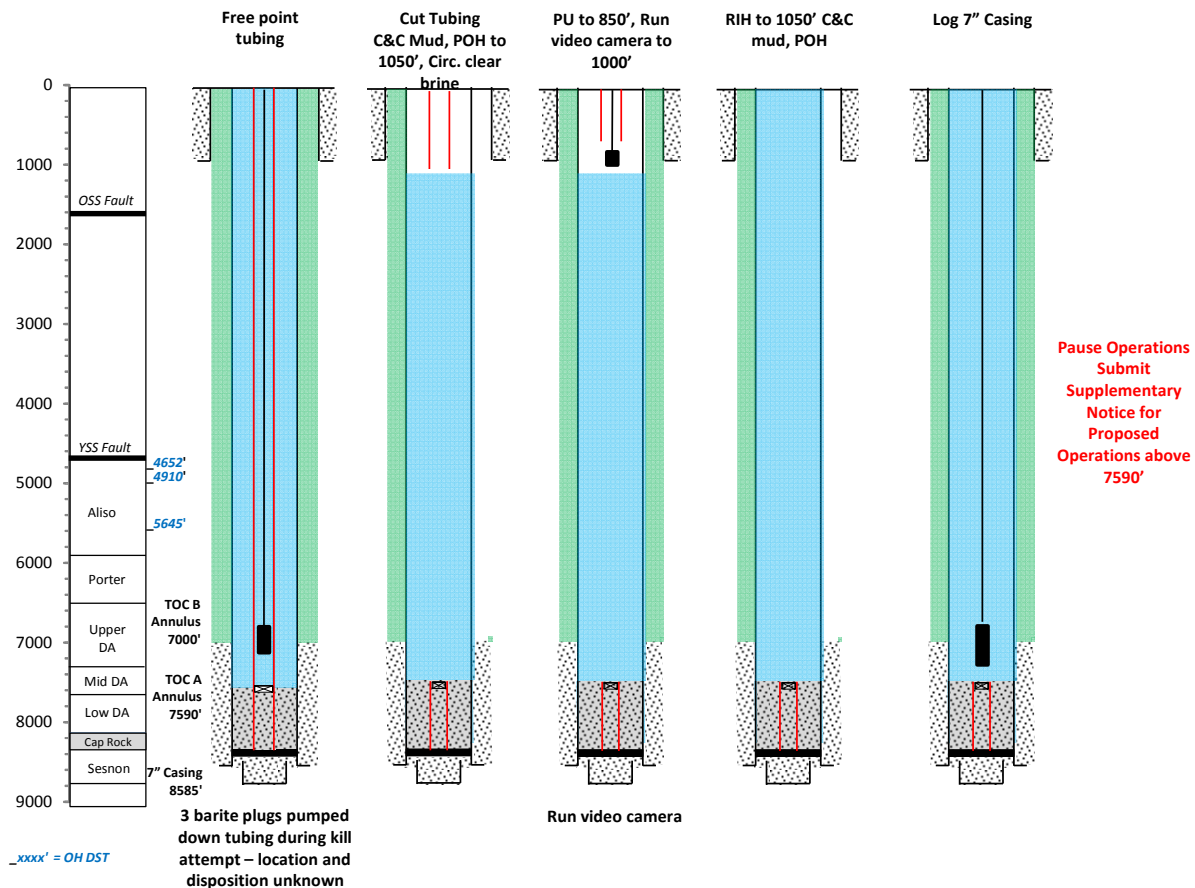 Free point
tubing
Cut Tubing
C&C Mud, POH to
1050', Circ. clear
brine
PU to 850', Run
video camera to
1000'
RIH to 1050' C&C
mud, POH
Log 7” Casing
0
1000
2000
3000
4000
5000
6000
7000
8000
9000
OSS Fault
YSS Fault
_4652'
_4910'
Aliso
_5645'
Porter
Upper
DA
Mid DA
Low DA
Cap Rock
Sesnon
TOC B
Annulus
7000'
TOC A
Annulus
7590'
7” Casing
8585'
Pause Operations
Submit
Supplementary
Notice for
Proposed
Operations above
7590’
3 barite plugs pumped
down tubing during kill
attempt – location and
disposition unknown
Run video camera
_xxxx' = OH DST